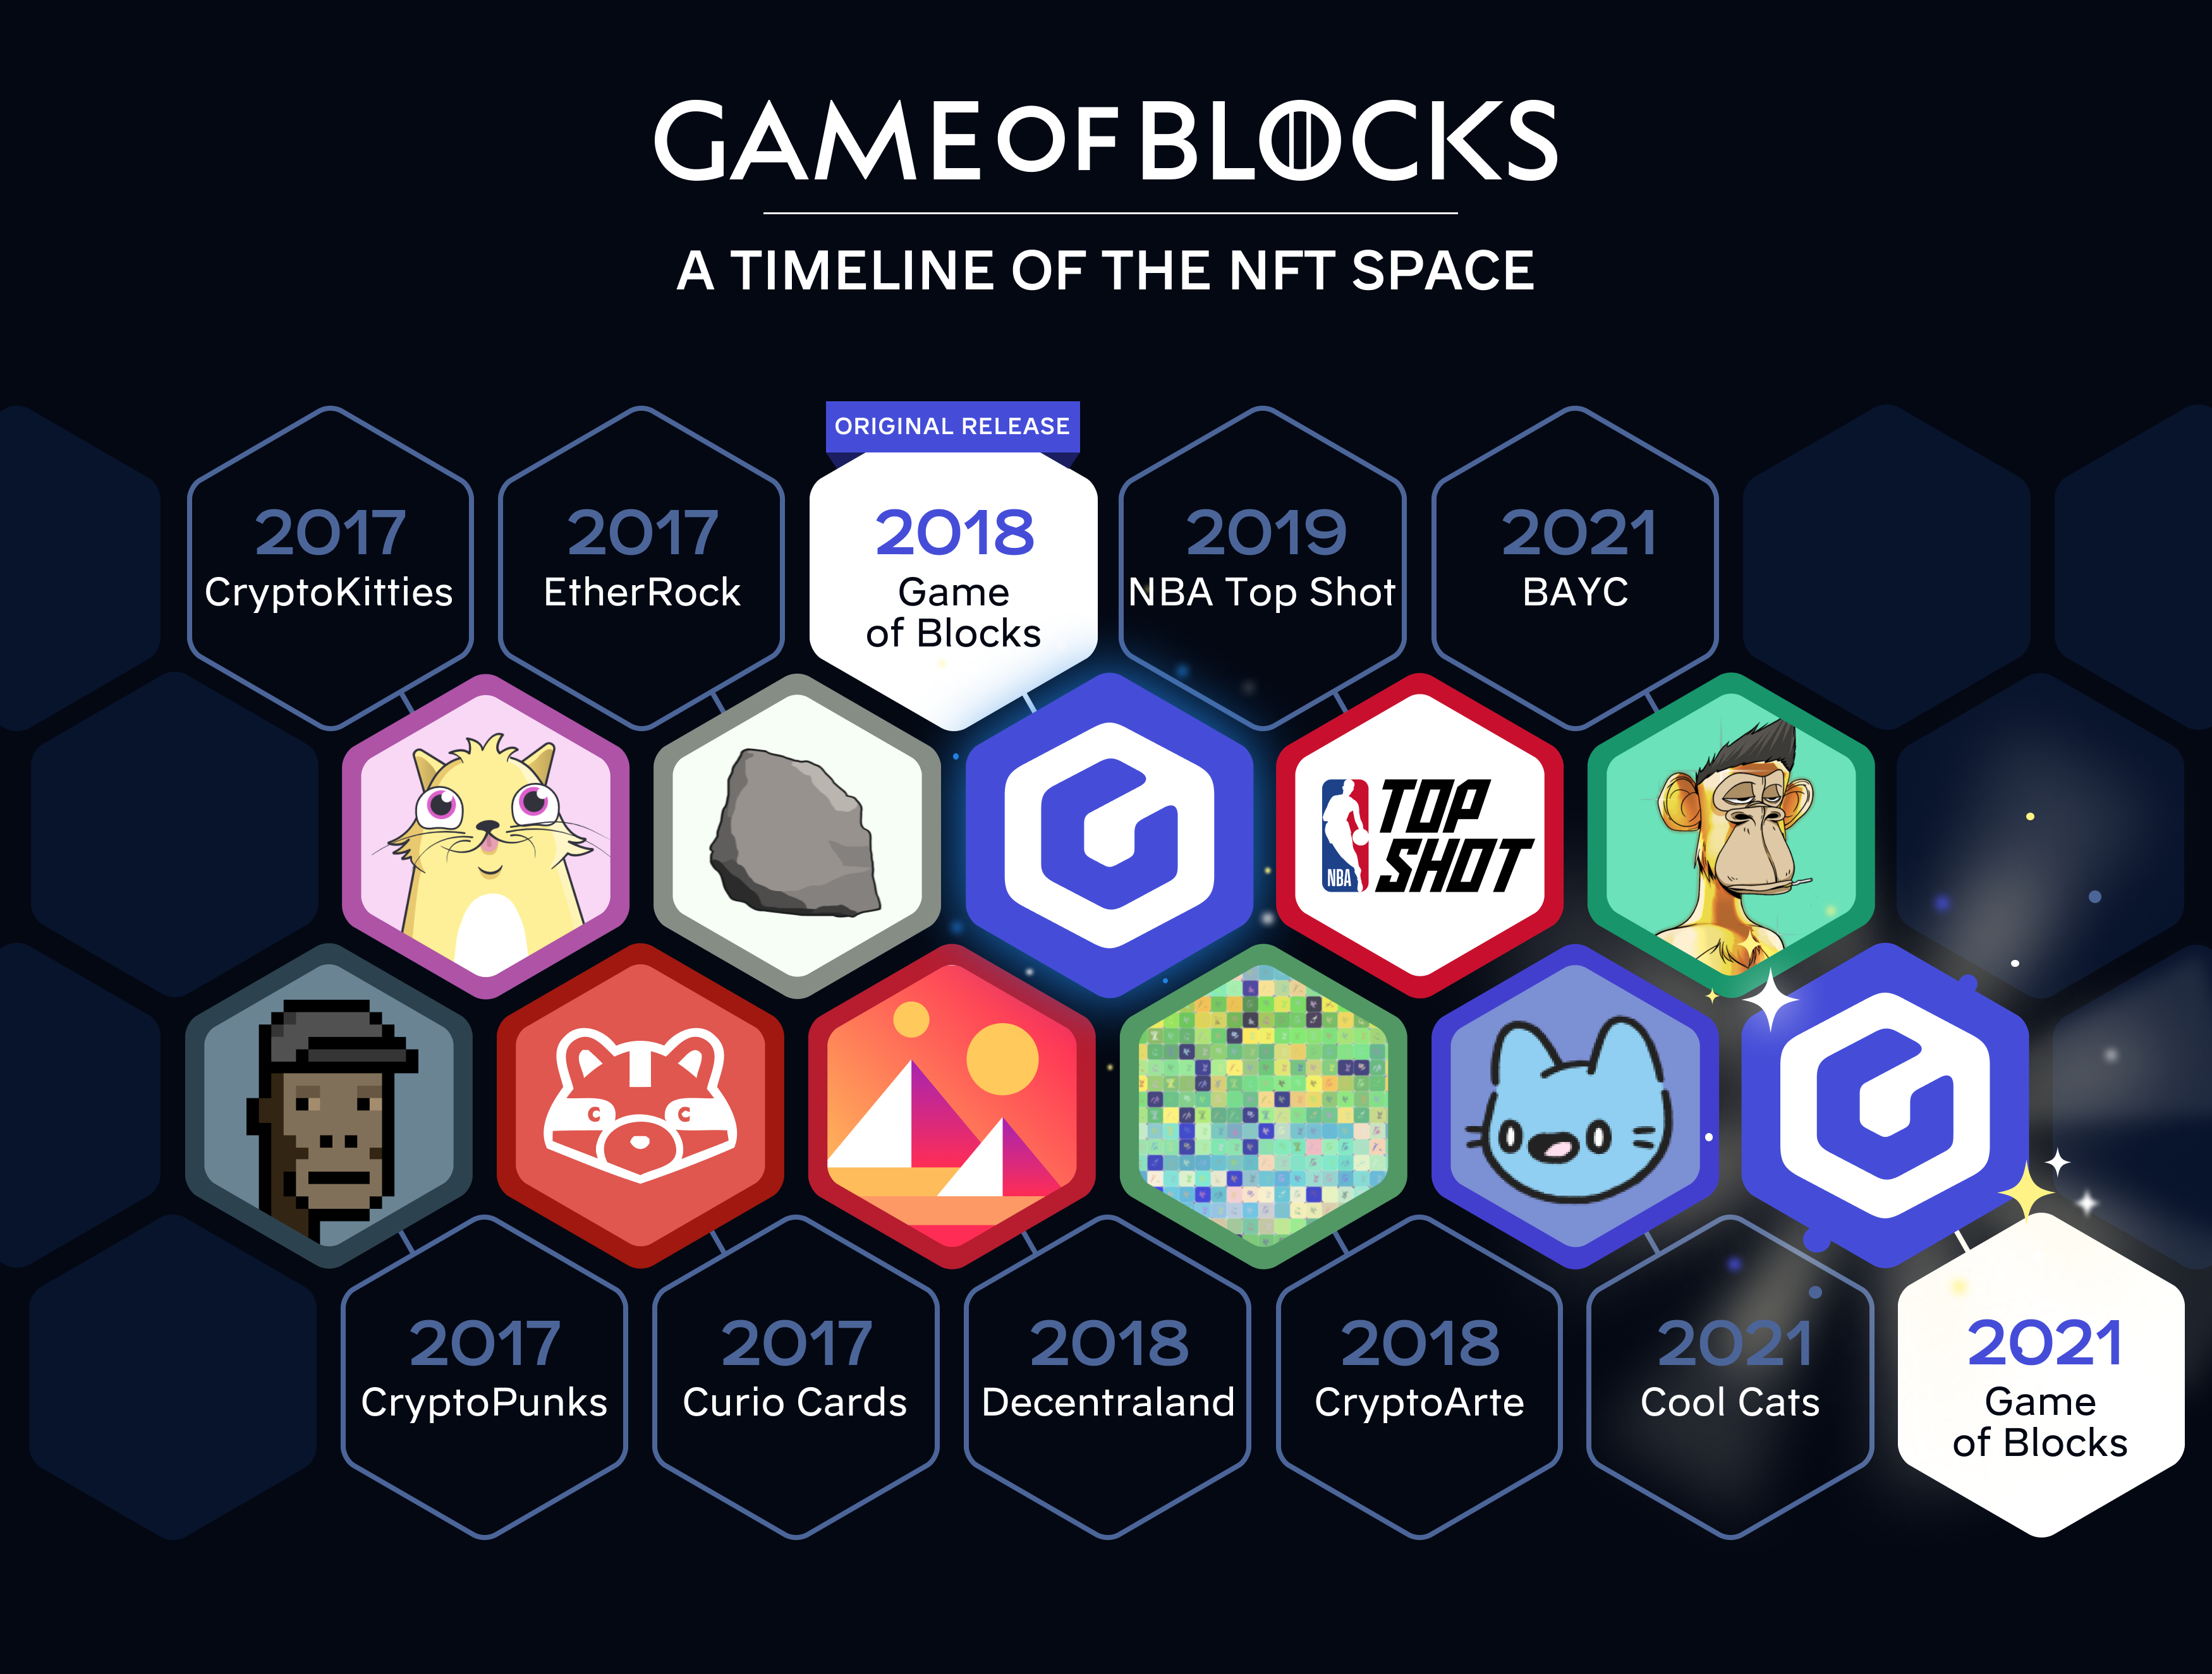 GAME OF BLOCKS
A TIMELINE OF THE NFT SPACE
ORIGINAL RELEASE
2017
CryptoKitties
2017
EtherRock
2018
Game
of Blocks
2019
NBA Top Shot
2021
BAYC
NBA
TOP
SHOT
2017
CryptoPunks
2017
Curio Cards
2018
Decentraland
2018
CryptoArte
2021
Cool Cats
2021
Game
of Blocks